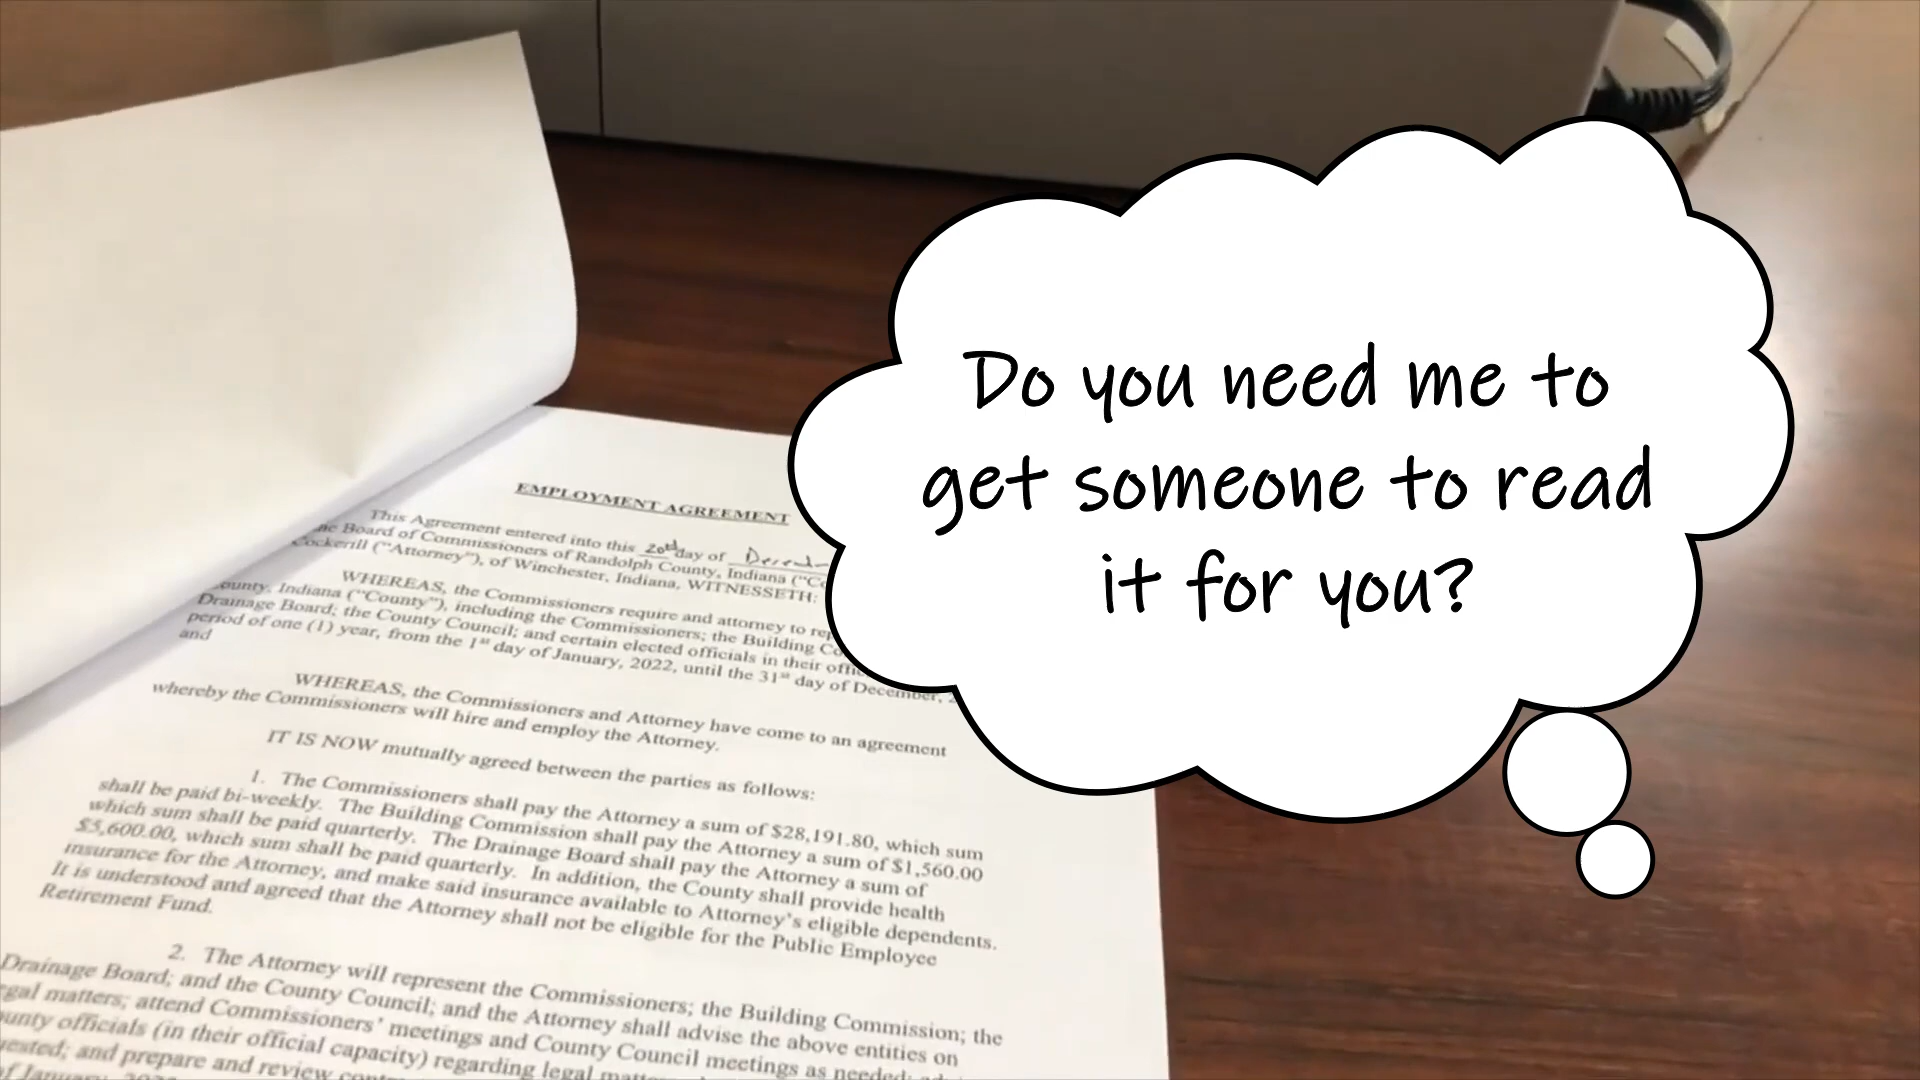 Do you need me to
get someone to read
it for you?
EMPLOYMENT AGREEMENT
This Agreement entered into this 20th day of
Board of Commissioners of Randolph County, Indiana
Cockerill ("Attorney"), of Winchester, Indiana, WITNESSETH:
WHEREAS, the Commissioners require and attorney to
County, Indiana ("County"), including the Commissioners; the Building
Drainage Board; the County Council; and certain elected officials in their
period of one (1) year, from the 1st day of January, 2022, until the 31st day of December,
and
WHEREAS, the Commissioners and Attorney have come to an agreement
whereby the Commissioners will hire and employ the Attorney.
IT IS NOW mutually agreed between the parties as follows:
1. The Commissioners shall pay the Attorney a sum of $28,191.80, which sum
shall be paid bi-weekly. The Building Commission shall pay the Attorney a sum of $1,560.00
which sum shall be paid quarterly. The Drainage Board shall pay the Attorney a sum of
$5,600.00, which sum shall be paid quarterly. In addition, the County shall provide health
insurance for the Attorney, and make said insurance available to Attorney's eligible dependents.
It is understood and agreed that the Attorney shall not be eligible for the Public Employee
Retirement Fund.
2. The Attorney will represent the Commissioners; the Building Commission; the
Drainage Board; and the County Council; and the Attorney shall advise the above entities on
legal matters; attend Commissioners' meetings and County Council meetings as needed;
county officials (in their official capacity) regarding legal
and prepare and review
of January,